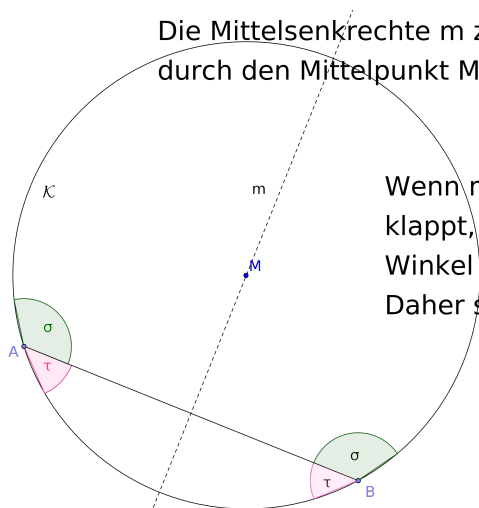 Die Mittelsenkrechte m z
durch den Mittelpunkt M
K
m
Wenn
klappt,
Winkel
Daher s
M
σ
A
τ
σ
τ
B